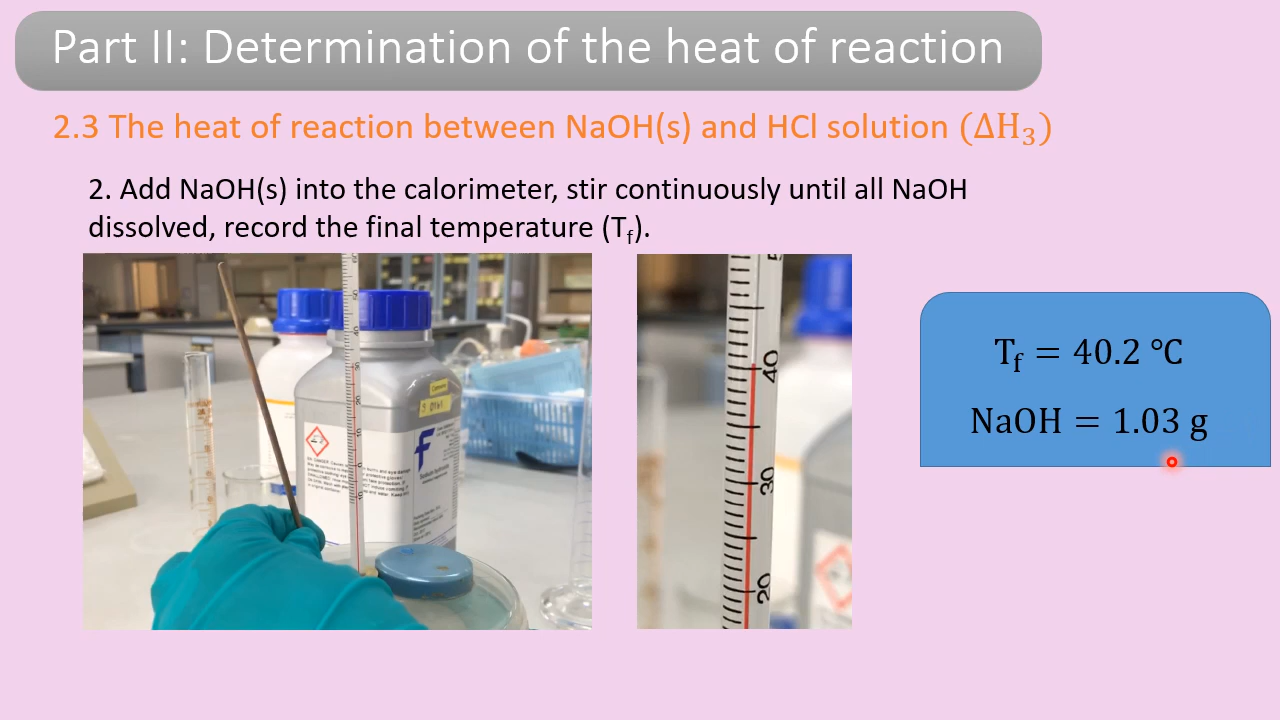 Part II: Determination of the heat of reaction
2.3 The heat of reaction between NaOH(s) and HCl solution (ΔH₃)
2. Add NaOH(s) into the calorimeter, stir continuously until all NaOH
dissolved, record the final temperature (Tf).
Tf = 40.2 °C
NaOH = 1.03 g
40
30
20